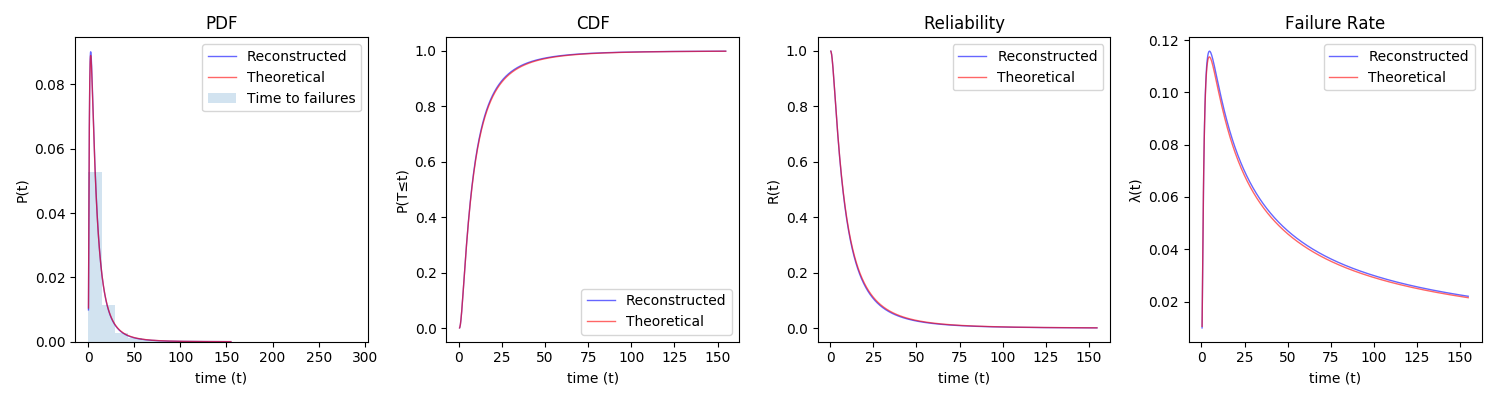 PDF
P(t)
0.08
0.06
0.04
0.02
0.00
0 50 100 150 200 250 300
time (t)
Reconstructed
Theoretical
Time to failures
CDF
P(T≤t)
1.0
0.8
0.6
0.4
0.2
0.0
0 25 50 75 100 125 150
time (t)
Reconstructed
Theoretical
Reliability
R(t)
1.0
0.8
0.6
0.4
0.2
0.0
0 25 50 75 100 125 150
time (t)
Reconstructed
Theoretical
Failure Rate
λ(t)
0.12
0.10
0.08
0.06
0.04
0.02
0 25 50 75 100 125 150
time (t)
Reconstructed
Theoretical